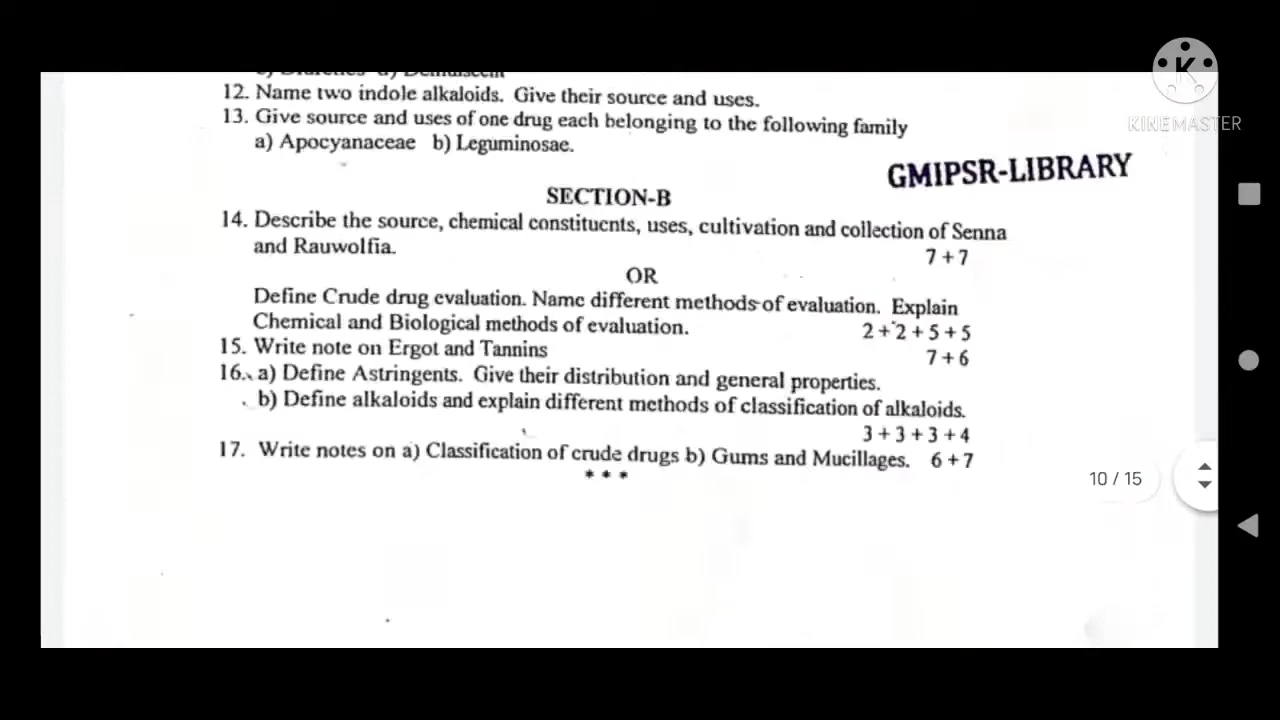 12. Name two indole alkaloids. Give their source and uses.
13. Give source and uses of one drug each belonging to the following family
a) Apocyanaceae b) Leguminosae.
KINEMASTER
GMIPSR-LIBRARY
SECTION-B
14. Describe the source, chemical constituents, uses, cultivation and collection of Senna
and Rauwolfia. 7 + 7
OR
Define Crude drug evaluation. Name different methods of evaluation. Explain
Chemical and Biological methods of evaluation. 2 + 2 + 5 + 5
15. Write note on Ergot and Tannins 7 + 6
16. a) Define Astringents. Give their distribution and general properties.
b) Define alkaloids and explain different methods of classification of alkaloids.
3 + 3 + 3 + 4
17. Write notes on a) Classification of crude drugs b) Gums and Mucillages. 6 + 7
* * *
10 / 15